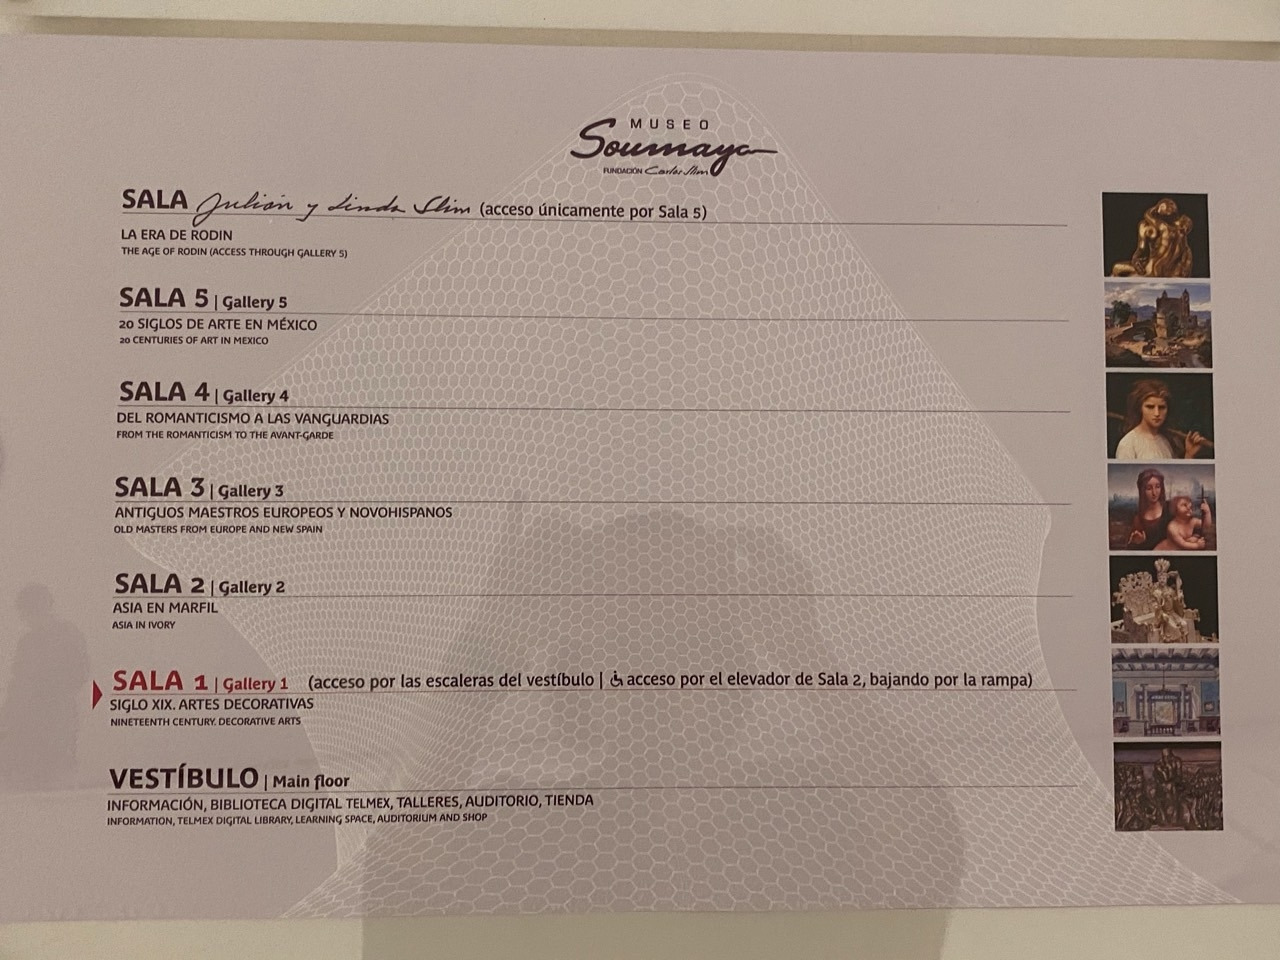 MUSEO
Soumaya
FUNDACIÓN Carlos Slim
SALA Julián y Linda Slim (acceso únicamente por Sala 5)
LA ERA DE RODIN
THE AGE OF RODIN (ACCESS THROUGH GALLERY 5)
SALA 5 | Gallery 5
20 SIGLOS DE ARTE EN MÉXICO
20 CENTURIES OF ART IN MEXICO
SALA 4 | Gallery 4
DEL ROMANTICISMO A LAS VANGUARDIAS
FROM THE ROMANTICISM TO THE AVANT-GARDE
SALA 3 | Gallery 3
ANTIGUOS MAESTROS EUROPEOS Y NOVOHISPANOS
OLD MASTERS FROM EUROPE AND NEW SPAIN
SALA 2 | Gallery 2
ASIA EN MARFIL
ASIA IN IVORY
SALA 1 | Gallery 1 (acceso por las escaleras del vestíbulo | ♿ acceso por el elevador de Sala 2, bajando por la rampa)
SIGLO XIX. ARTES DECORATIVAS
NINETEENTH CENTURY. DECORATIVE ARTS
VESTÍBULO | Main floor
INFORMACIÓN, BIBLIOTECA DIGITAL TELMEX, TALLERES, AUDITORIO, TIENDA
INFORMATION, TELMEX DIGITAL LIBRARY, LEARNING SPACE, AUDITORIUM AND SHOP